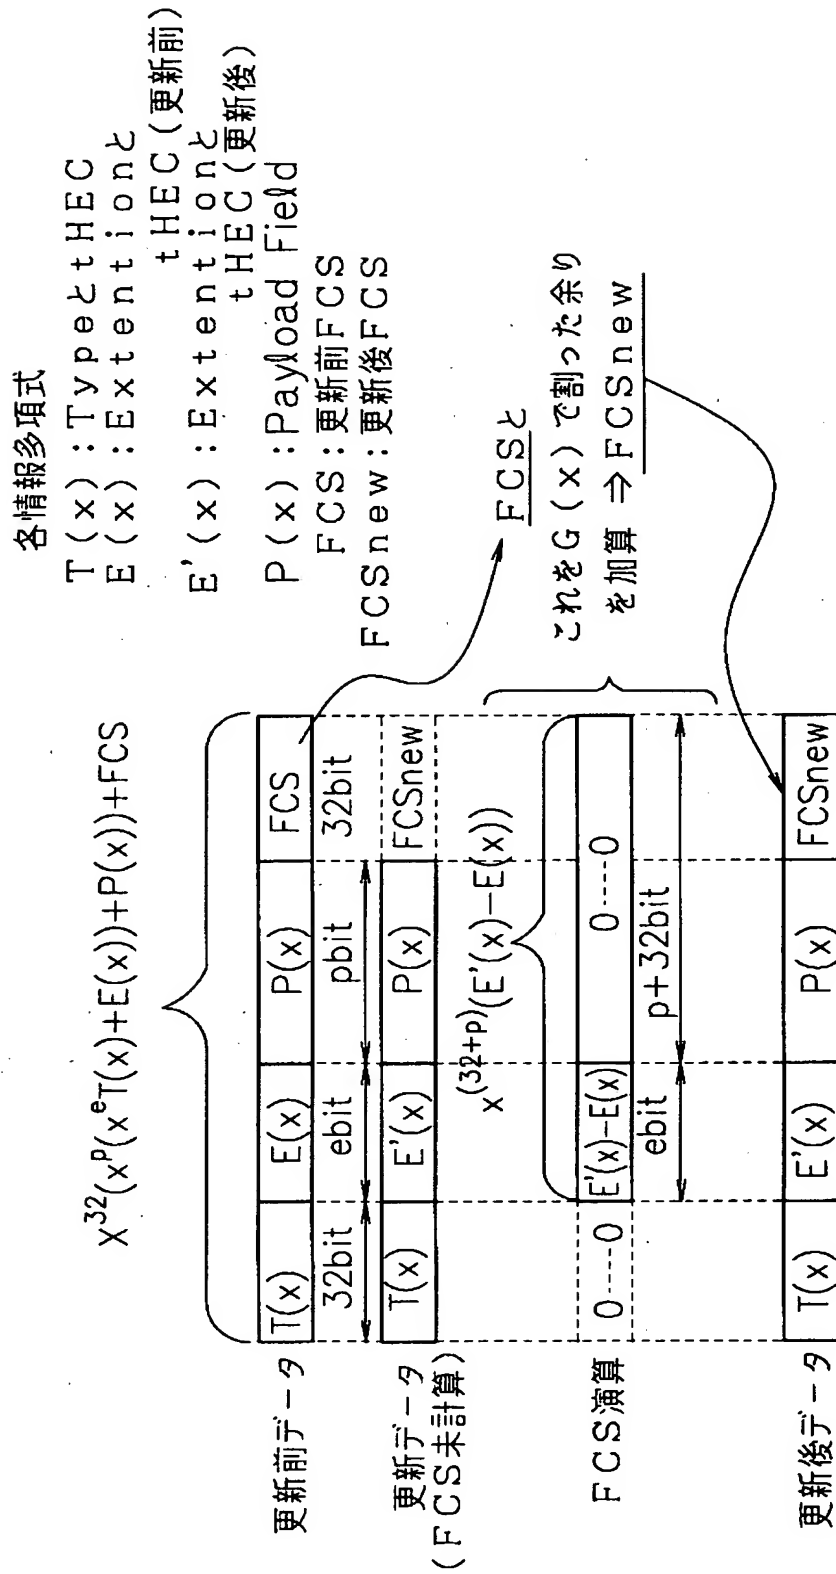 各情報多項式
T(x):TypeとtHEC
E(x):Extentionと
tHEC(更新前)
E'(x):Extentionと
tHEC(更新後)
P(x):Payload Field
FCS:更新前FCS
FCSnew:更新後FCS
X^32(x^p(x^eT(x)+E(x))+P(x))+FCS
更新前データ
T(x) E(x) P(x) FCS
32bit ebit pbit 32bit
更新データ
(FCS未計算)
T(x) E'(x) P(x) FCSnew
x^(32+p)(E'(x)-E(x))
FCS演算
0----0 E'(x)-E(x) 0----0
ebit p+32bit
FCSと
これをG(x)で割った余り
を加算 ⇒FCSnew
更新後データ
T(x) E'(x) P(x) FCSnew